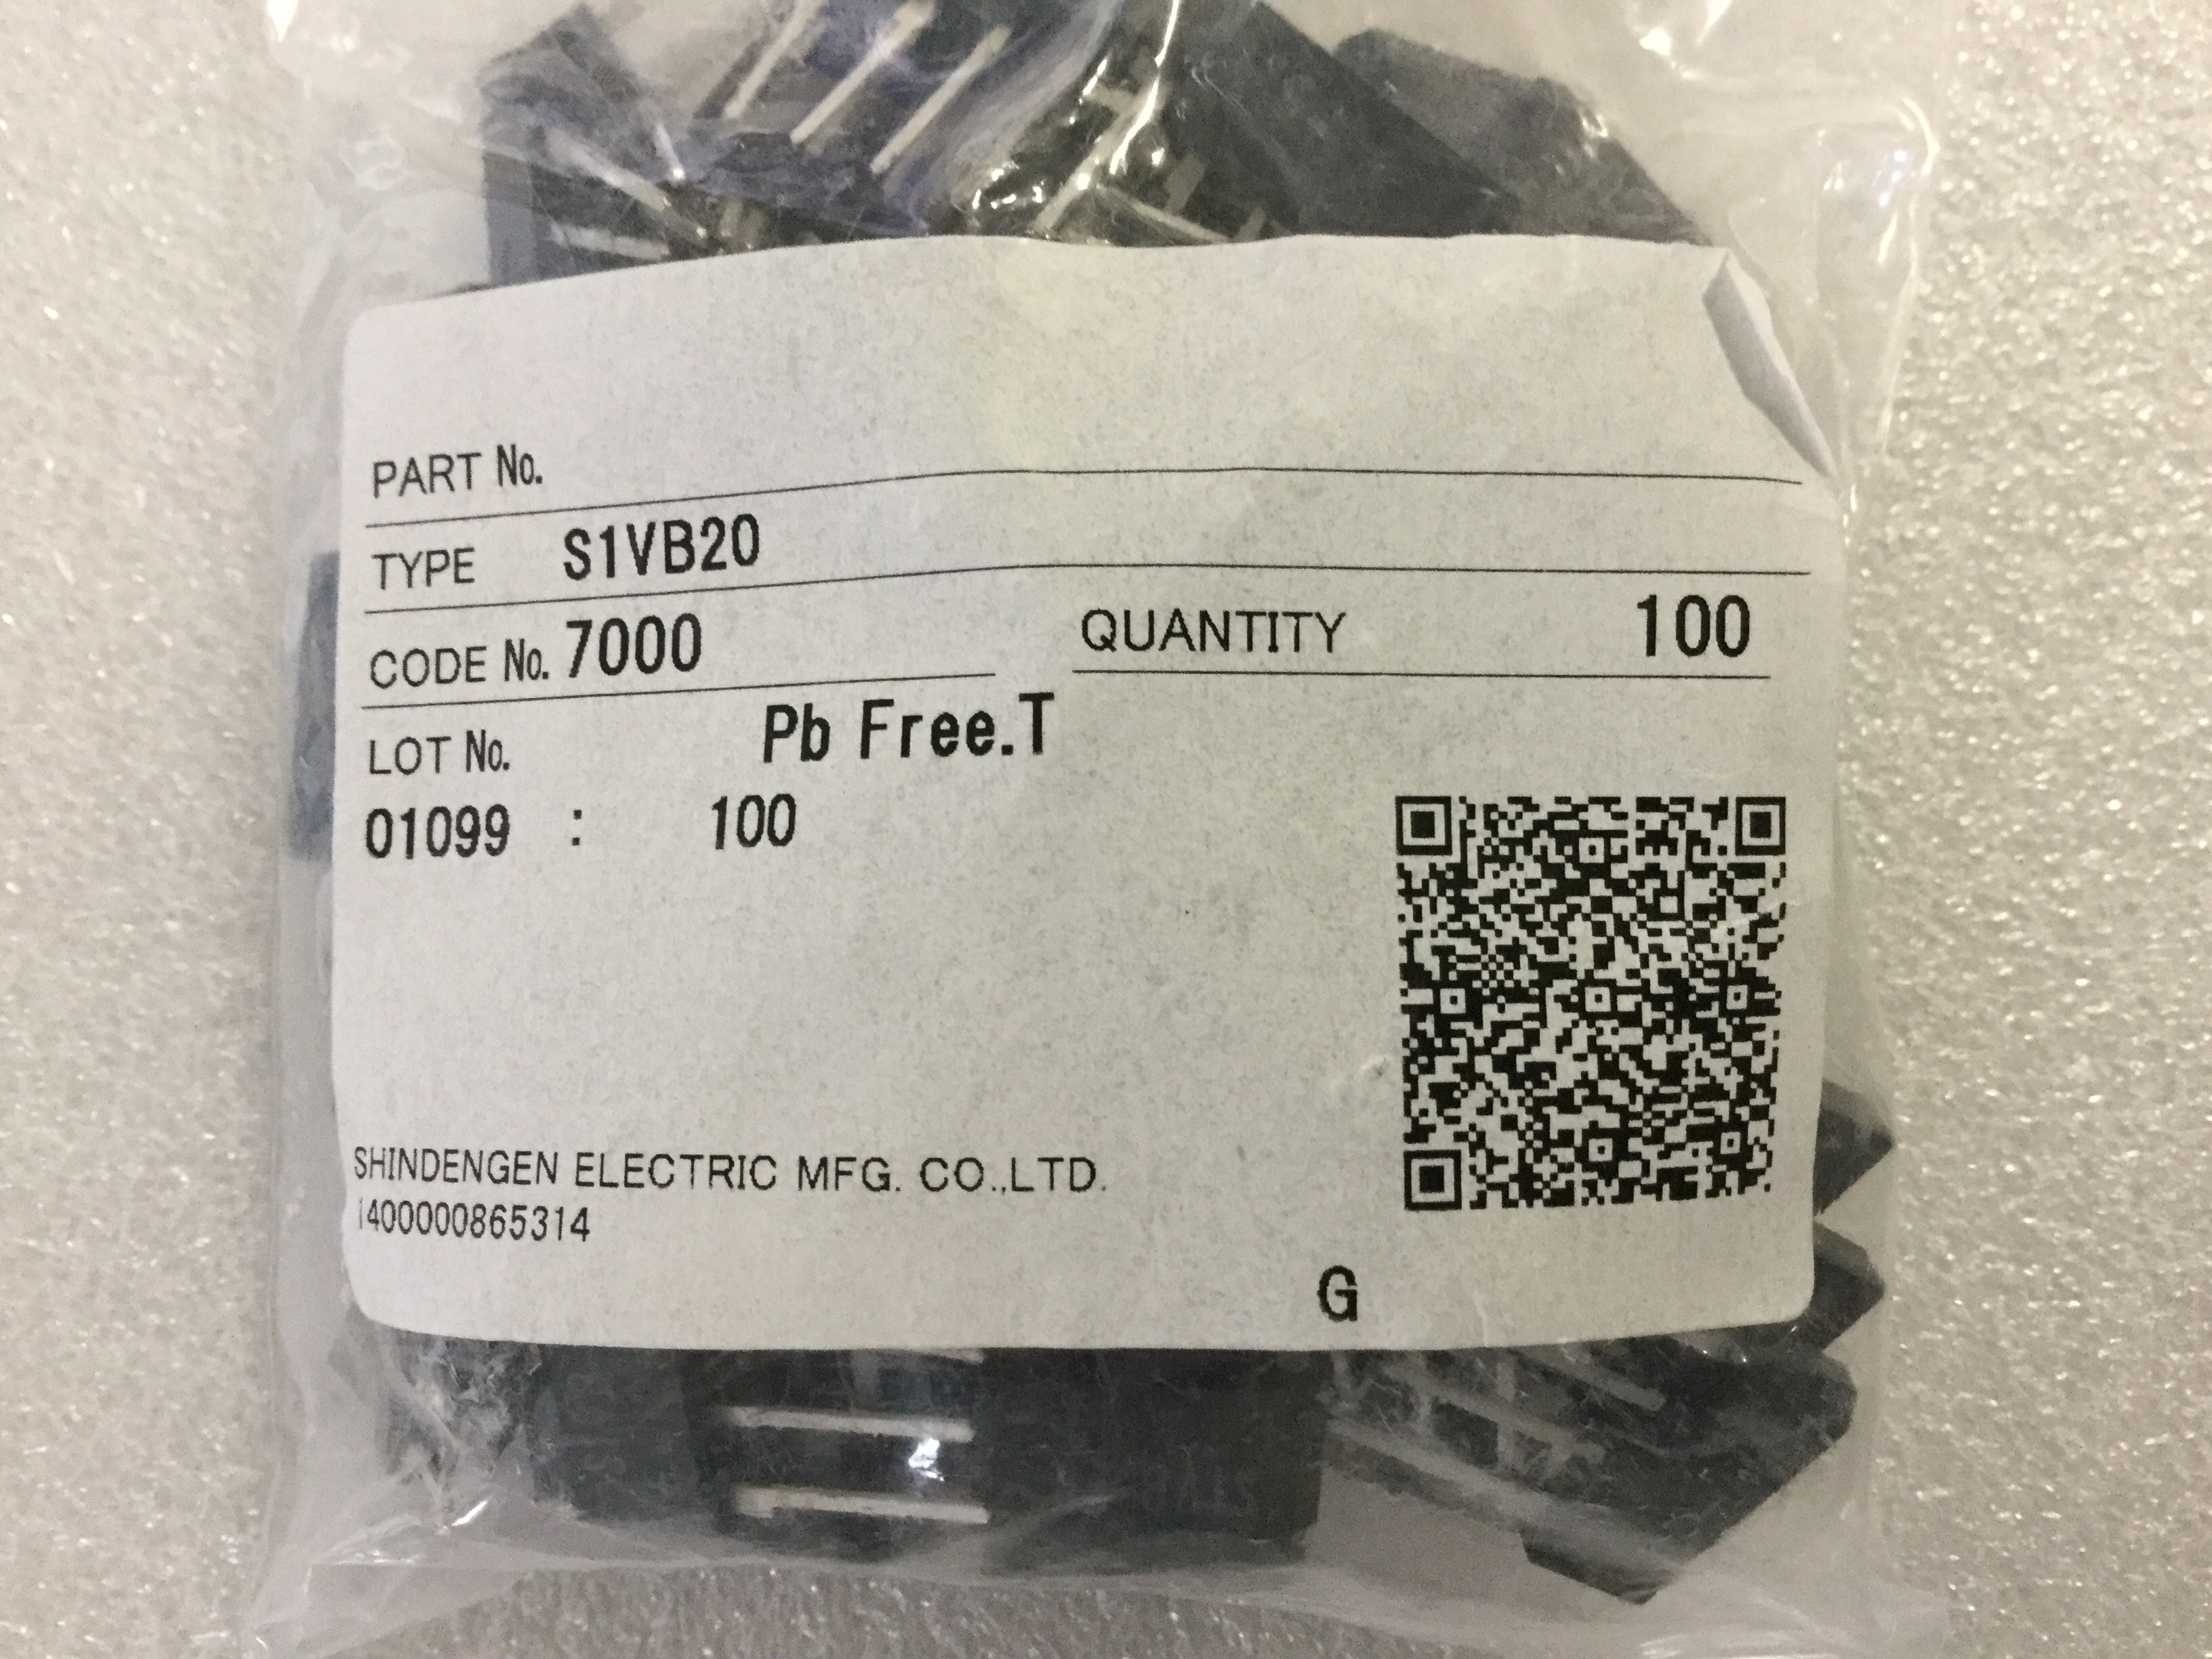 PART No.
TYPE S1VB20
CODE No. 7000 QUANTITY 100
LOT No. Pb Free.T
01099 : 100
SHINDENGEN ELECTRIC MFG. CO.,LTD.
i400000865314
G